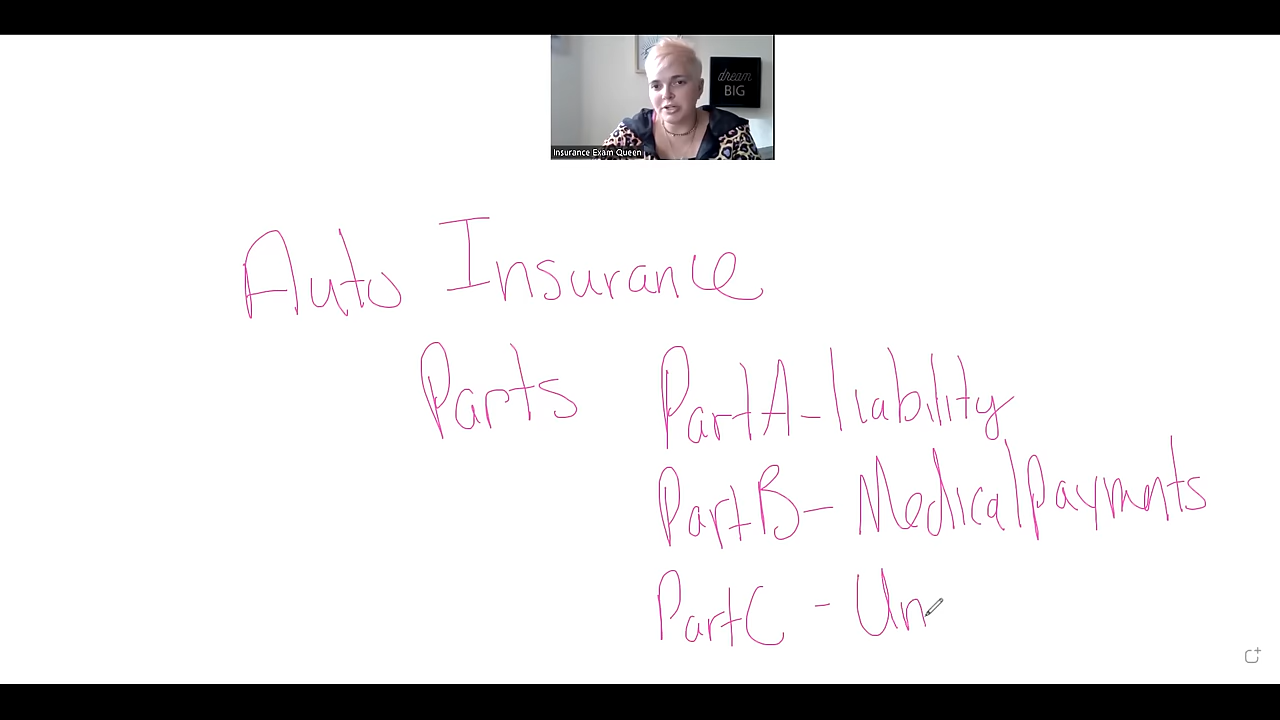 dream
BIG
Insurance Exam Queen
Auto Insurance
Parts
Part A - liability
Part B - Medical Payments
Part C - Un